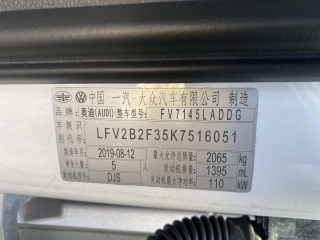 中国 一汽-大众汽车有限公司 制造
品牌:奥迪(AUDI) 整车型号: FV7145LADDG
车辆识别 LFV2B2F35K7516051
制造年月 2019-08-12 最大允许总质量 2065 kg
乘坐人数 5 发动机排量 1395 mL
发动机型号 DJS 发动机最大净功率 110 kW